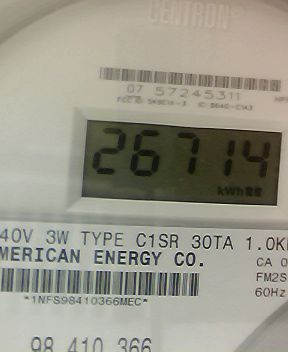 CENTRON®
07 57245311
26714
kWh
40V 3W TYPE C1SR 30TA 1.0K
MERICAN ENERGY CO.
CA 0
FM2S
*1NFS98410366MEC*
60Hz
98 410 366